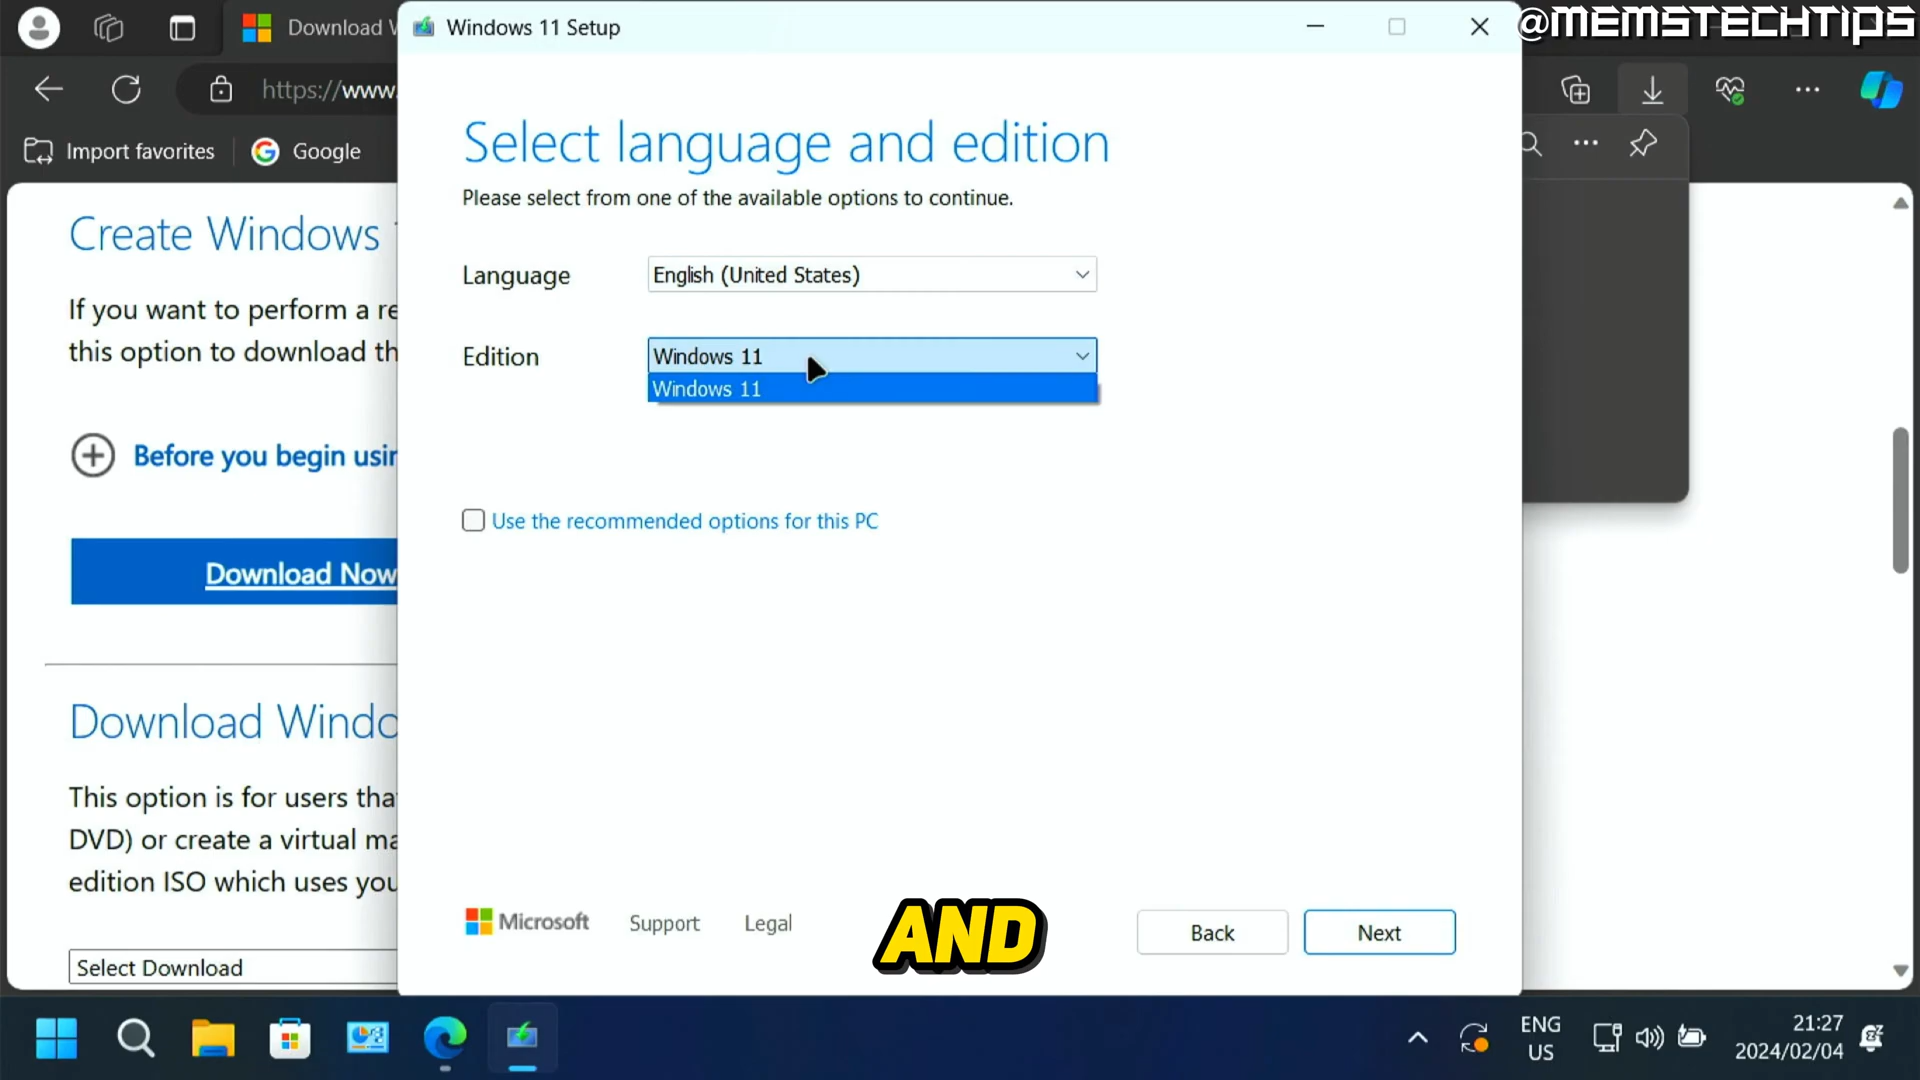 Download W
Windows 11 Setup
@MEMSTECHTIPS
https://www.
Import favorites
Google
Create Windows 1
If you want to perform a re
this option to download th
Before you begin usin
Download Now
Download Windo
This option is for users tha
DVD) or create a virtual ma
edition ISO which uses you
Select Download
Select language and edition
Please select from one of the available options to continue.
Language
English (United States)
Edition
Windows 11
Windows 11
Use the recommended options for this PC
Microsoft
Support
Legal
AND
Back
Next
ENG
US
21:27
2024/02/04